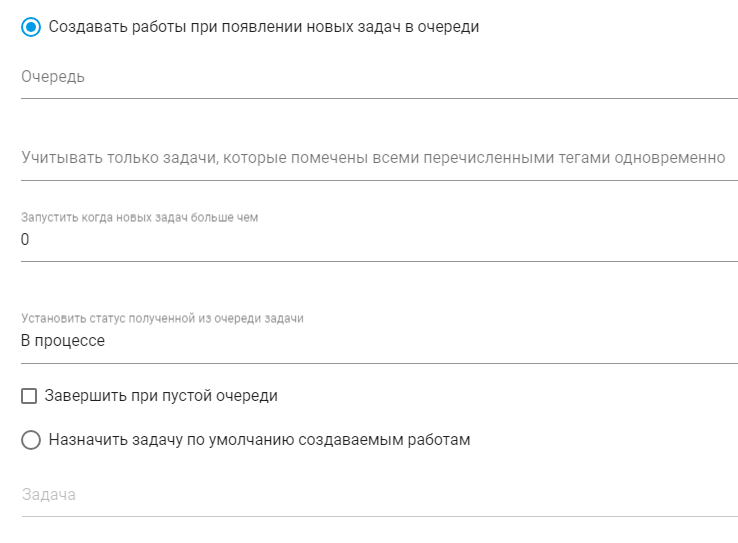 Создавать работы при появлении новых задач в очереди
Очередь
Учитывать только задачи, которые помечены всеми перечисленными тегами одновременно
Запустить когда новых задач больше чем
0
Установить статус полученной из очереди задачи
В процессе
Завершить при пустой очереди
Назначить задачу по умолчанию создаваемым работам
Задача